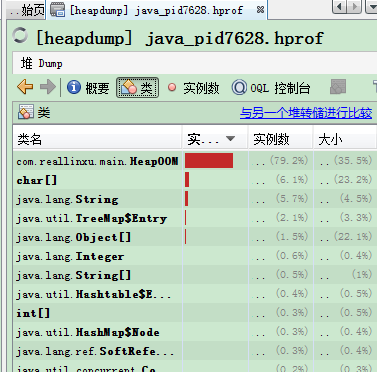 ..始页 [heapdump] java_pid7628.hprof
[heapdump] java_pid7628.hprof
堆 Dump
概要 类 实例数 OQL 控制台
类 与另一个堆转储进行比较
类名 实... 实例数 大小
com.reallinxu.main.HeapOOM .. (79.2%) .. (35.5%)
char[] .. (6.1%) .. (23.2%)
java.lang.String .. (5.7%) .. (4.5%)
java.util.TreeMap$Entry .. (2.1%) .. (3.3%)
java.lang.Object[] .. (1.5%) .. (22.1%)
java.lang.Integer .. (0.6%) .. (0.4%)
java.lang.String[] .. (0.5%) .. (1%)
java.util.Hashtable$E... .. (0.4%) .. (0.5%)
int[] .. (0.3%) .. (0.5%)
java.util.HashMap$Node .. (0.3%) .. (0.4%)
java.lang.ref.SoftRefe... .. (0.3%) .. (0.4%)
java.util.concurrent.Co... .. (0.2%) .. (0.3%)